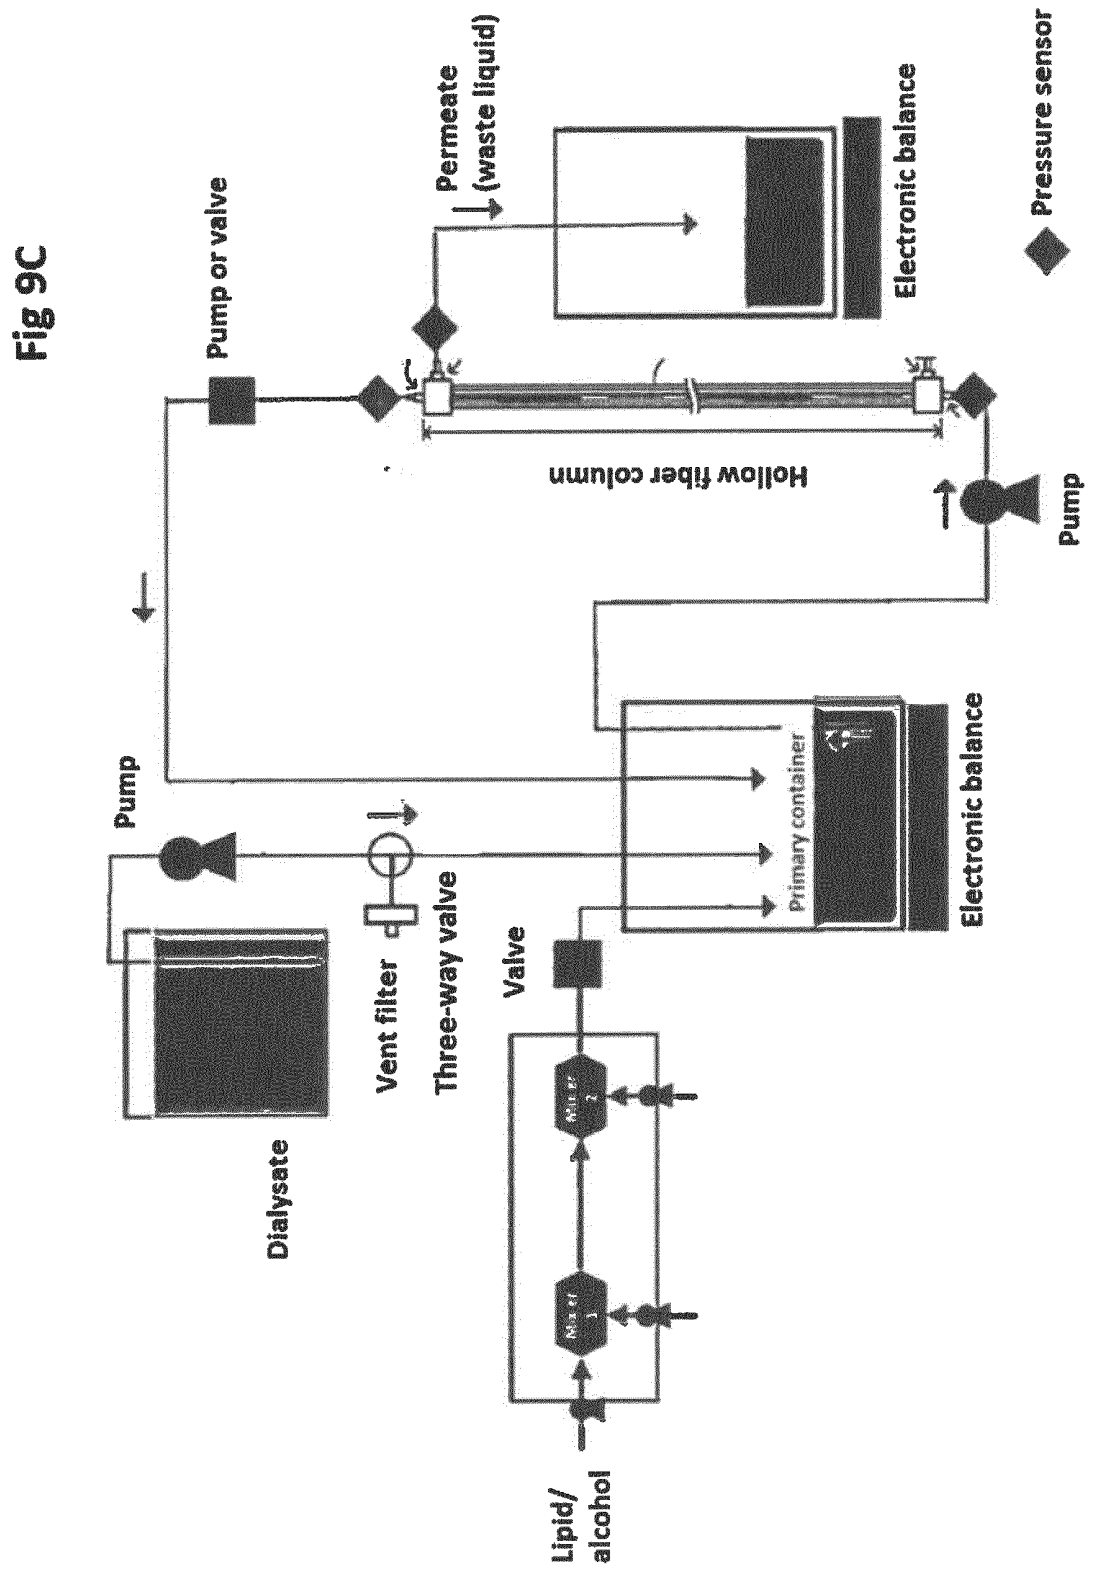 Fig 9C
Pump or valve
Permeate
(waste liquid)
Pump
Dialysate
Vent filter
Three-way valve
Hollow fiber column
Electronic balance
Pressure sensor
Valve
Lipid/
alcohol
Mixer
1
Mixer
2
Primary container
Electronic balance
Pump